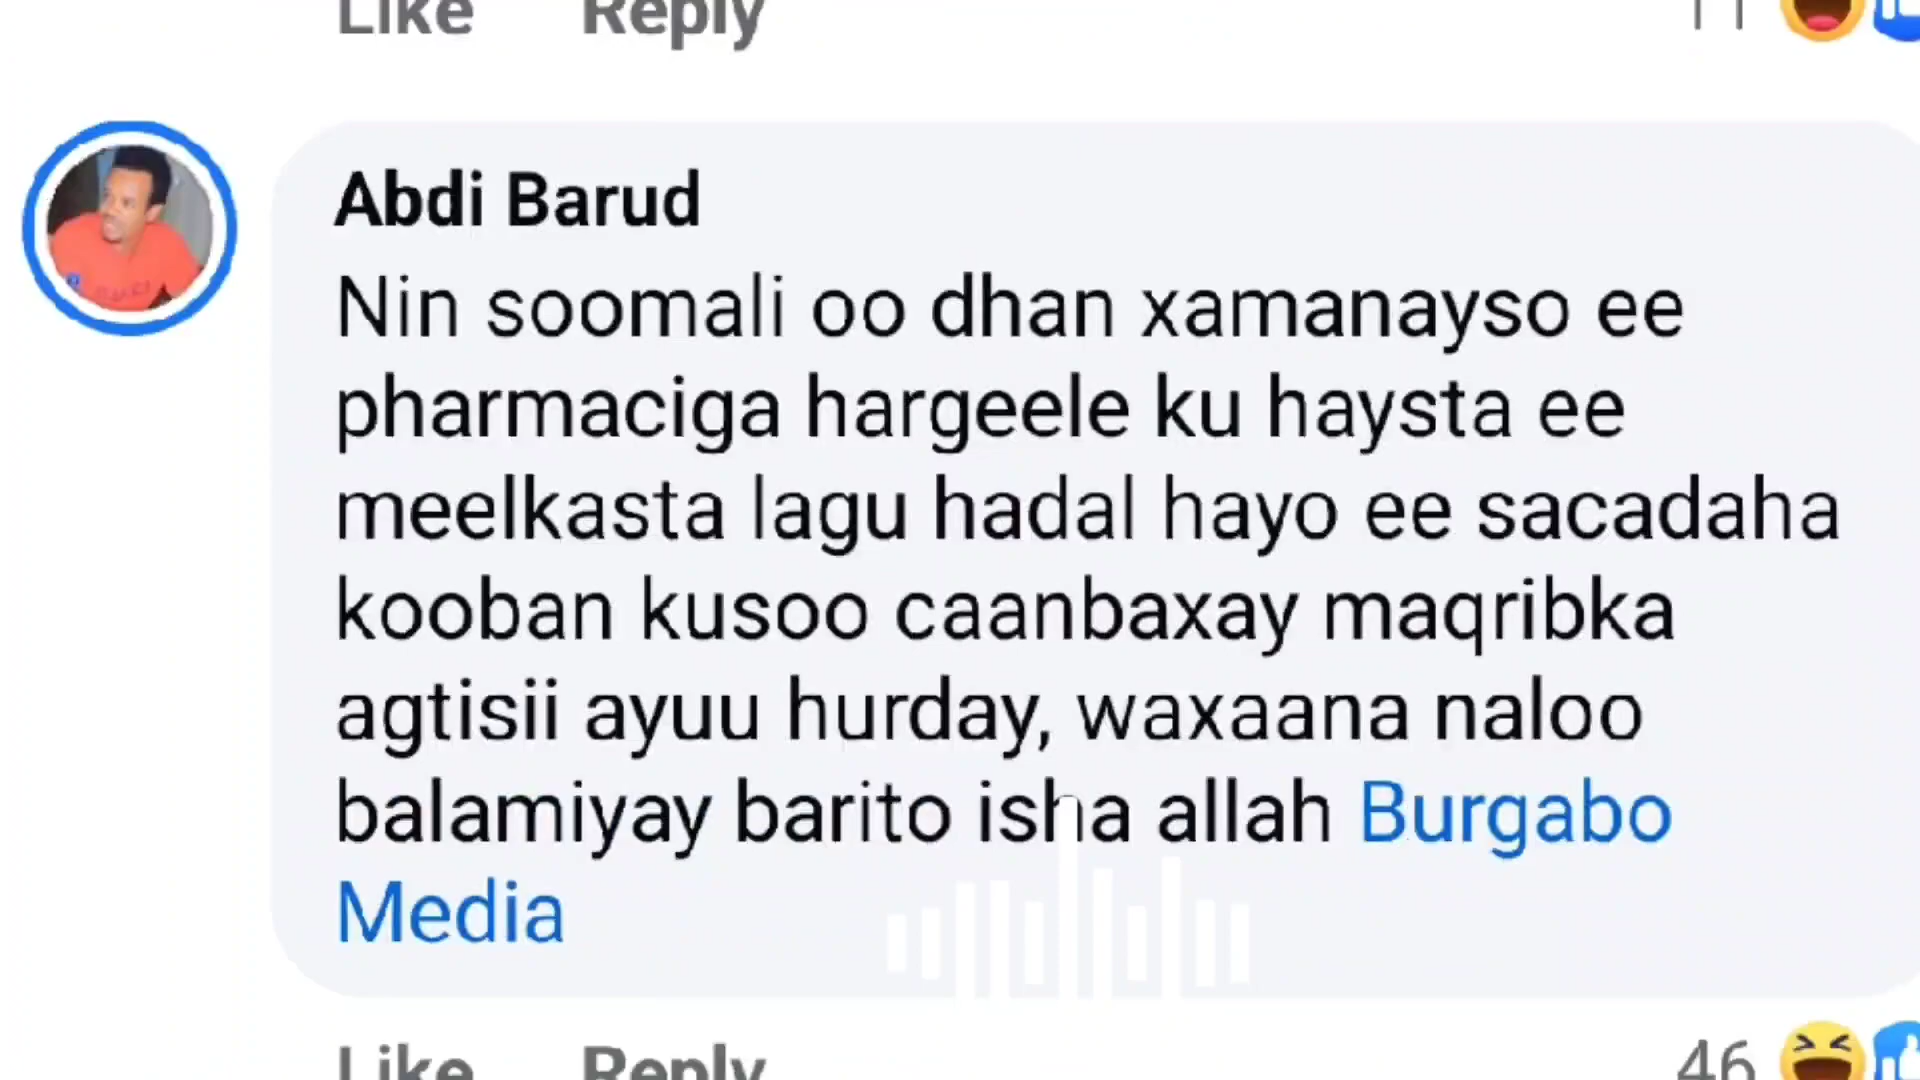 Like Reply 11
Abdi Barud
Nin soomali oo dhan xamanayso ee
pharmaciga hargeele ku haysta ee
meelkasta lagu hadal hayo ee sacadaha
kooban kusoo caanbaxay maqribka
agtisii ayuu hurday, waxaana naloo
balamiyay barito isha allah Burgabo
Media
Like Reply 46